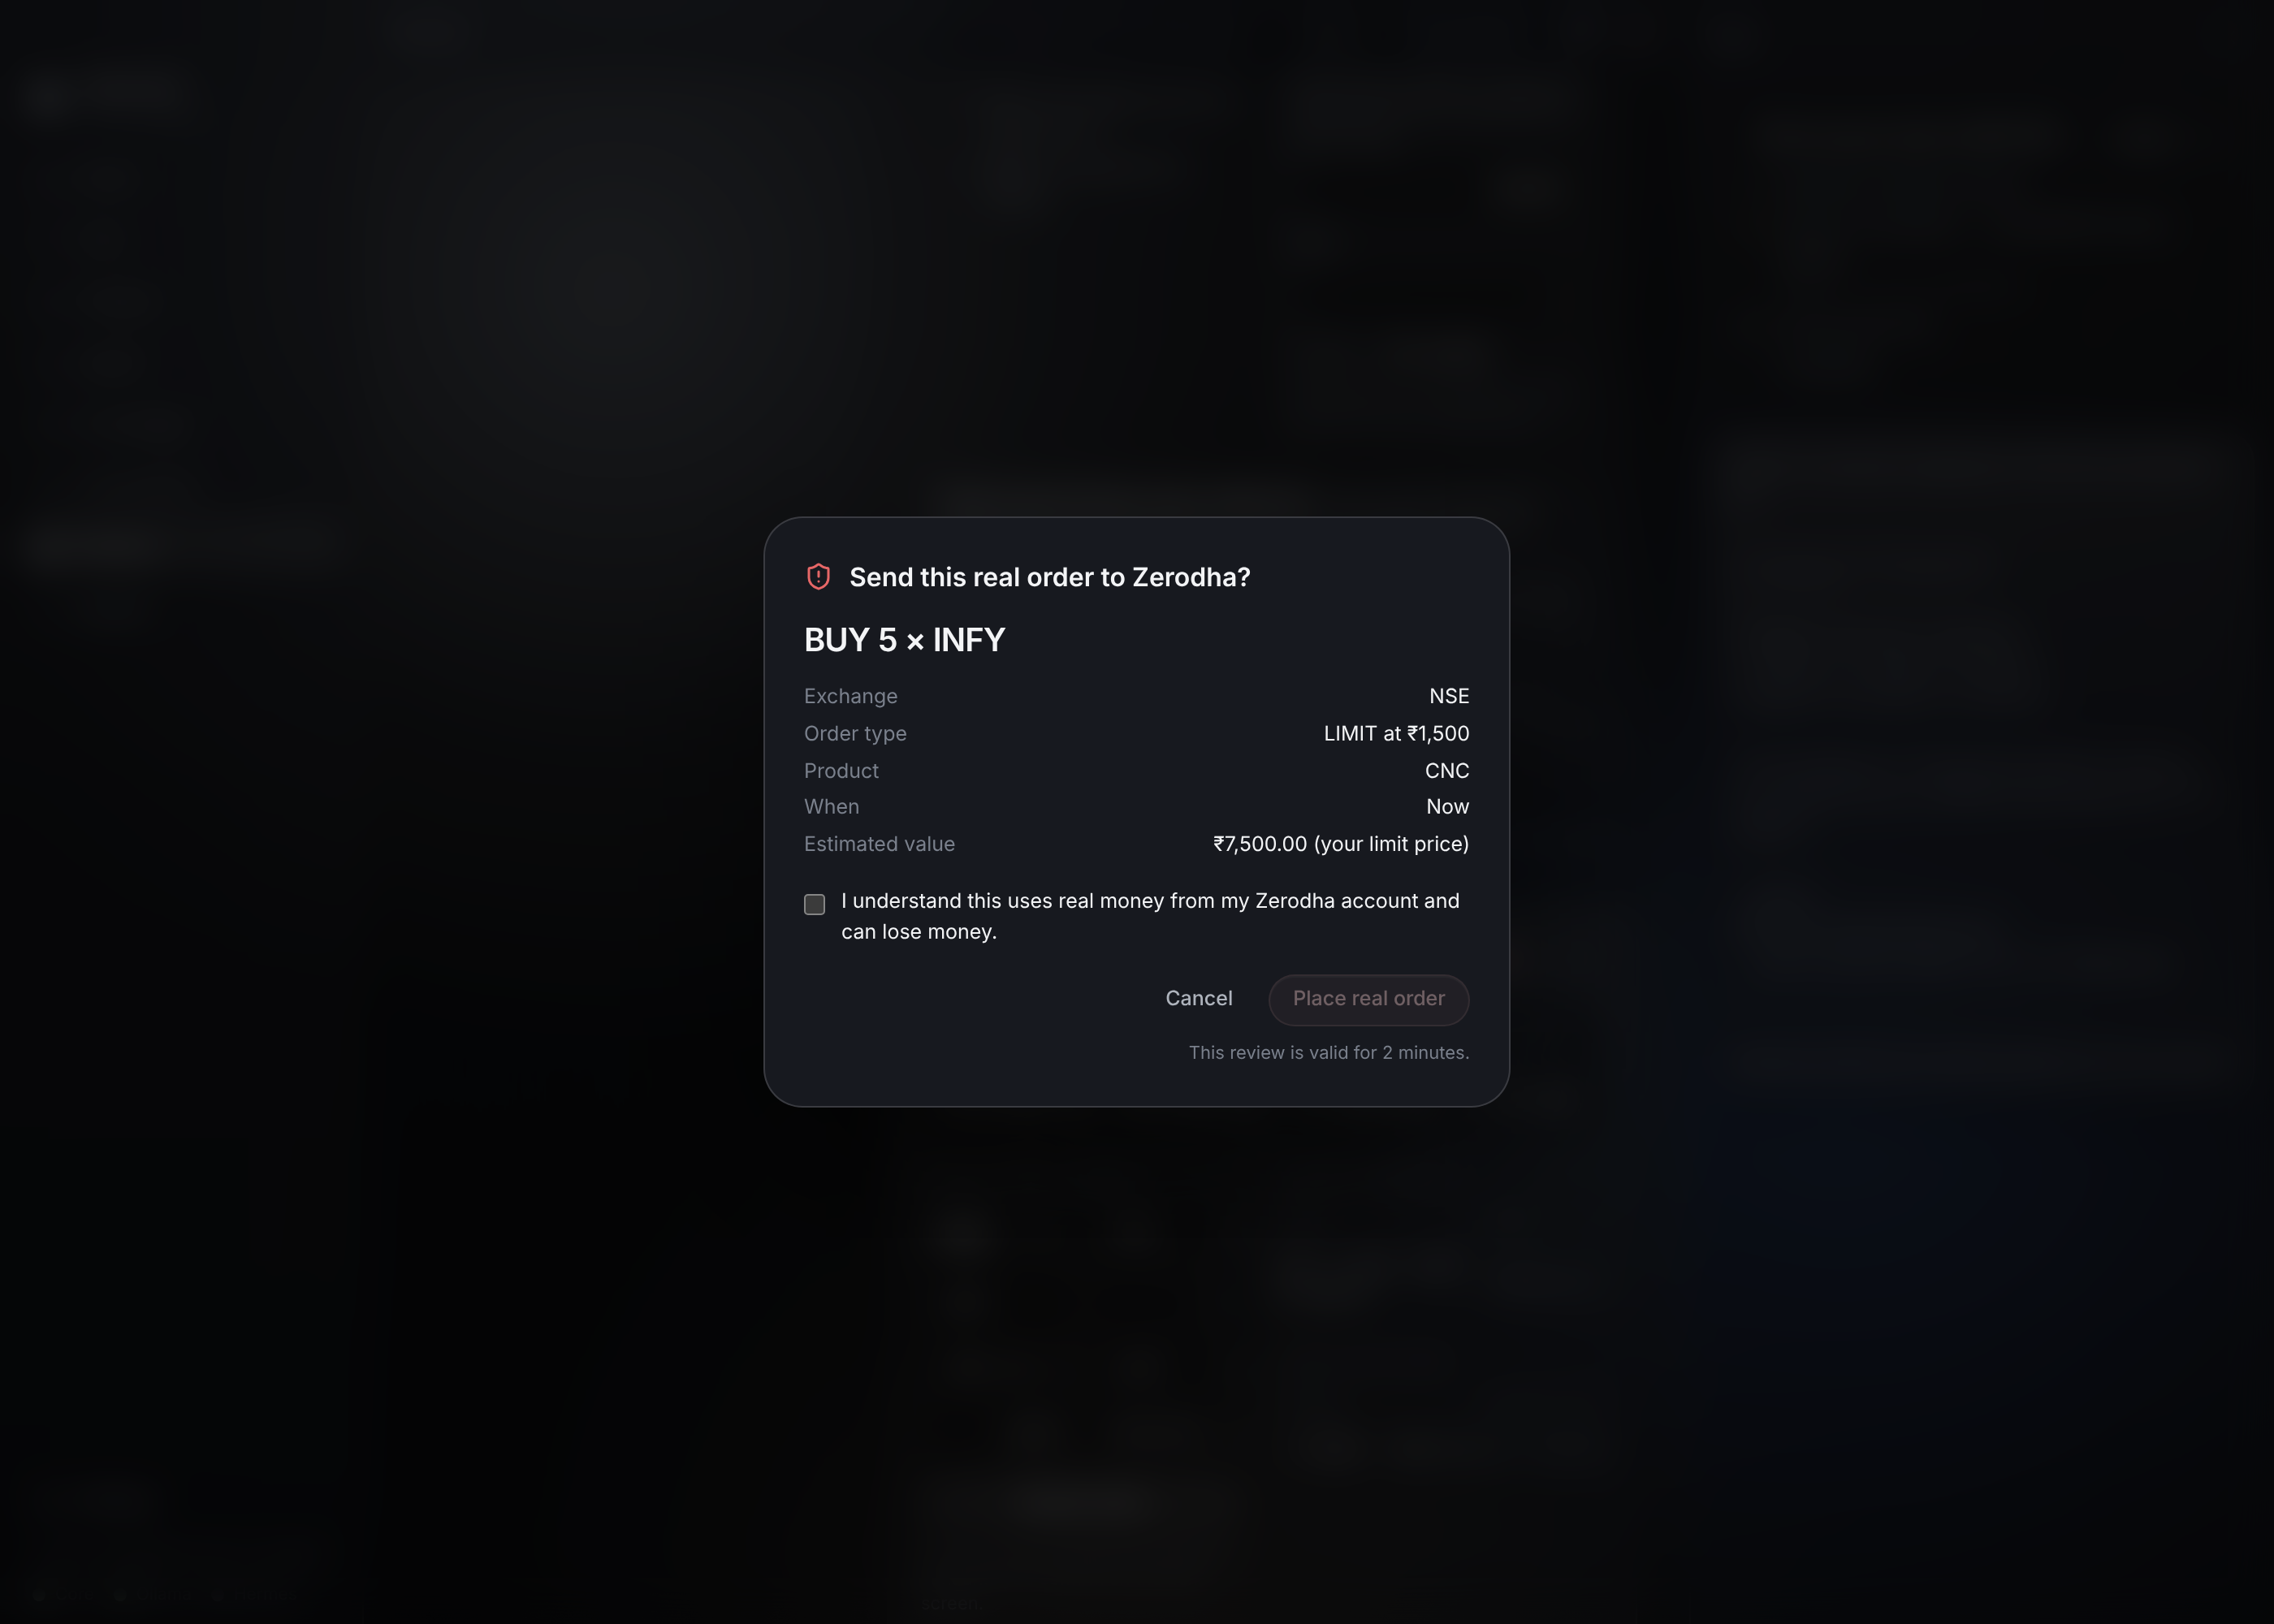 Send this real order to Zerodha?
BUY 5 × INFY
Exchange NSE
Order type LIMIT at ₹1,500
Product CNC
When Now
Estimated value ₹7,500.00 (your limit price)
I understand this uses real money from my Zerodha account and
can lose money.
Cancel Place real order
This review is valid for 2 minutes.